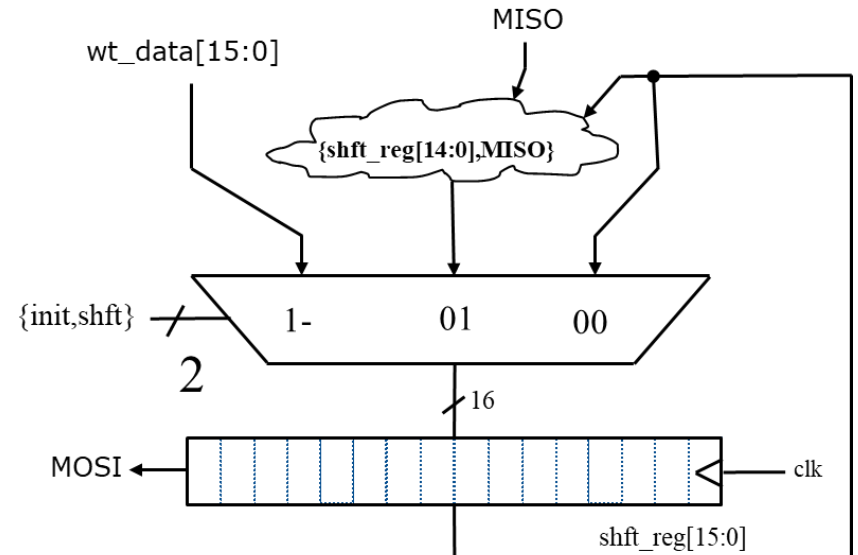 MISO
wt_data[15:0]
{shft_reg[14:0],MISO}
{init,shft}
2
1-
01
00
16
MOSI
clk
shft_reg[15:0]